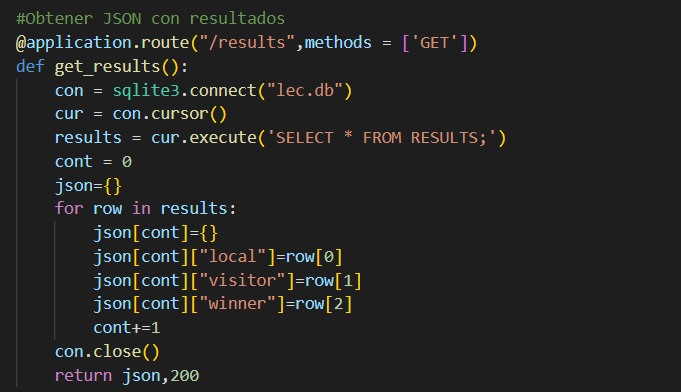 #Obtener JSON con resultados
@application.route("/results",methods = ['GET'])
def get_results():
    con = sqlite3.connect("lec.db")
    cur = con.cursor()
    results = cur.execute('SELECT * FROM RESULTS;')
    cont = 0
    json={}
    for row in results:
        json[cont]={}
        json[cont]["local"]=row[0]
        json[cont]["visitor"]=row[1]
        json[cont]["winner"]=row[2]
        cont+=1
    con.close()
    return json,200